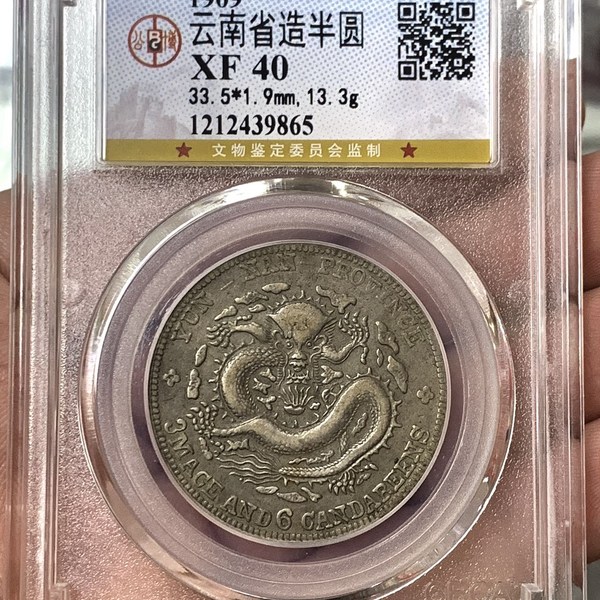 1909
云南省造半圆
XF 40
33.5*1.9mm,13.3g
1212439865
★ 文物鉴定委员会监制 ★
YUN-NAN PROVINCE
3 MACE AND 6 CANDAREENS